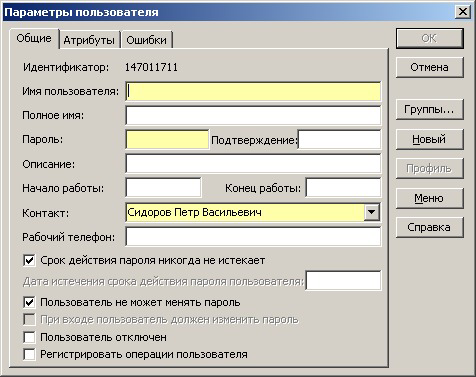 Параметры пользователя
Общие Атрибуты Ошибки
OK
Идентификатор: 147011711
Отмена
Имя пользователя:
Полное имя:
Группы...
Пароль: Подтверждение:
Новый
Описание:
Профиль
Начало работы: Конец работы:
Меню
Контакт: Сидоров Петр Васильевич
Справка
Рабочий телефон:
Срок действия пароля никогда не истекает
Дата истечения срока действия пароля пользователя:
Пользователь не может менять пароль
При входе пользователь должен изменить пароль
Пользователь отключен
Регистрировать операции пользователя